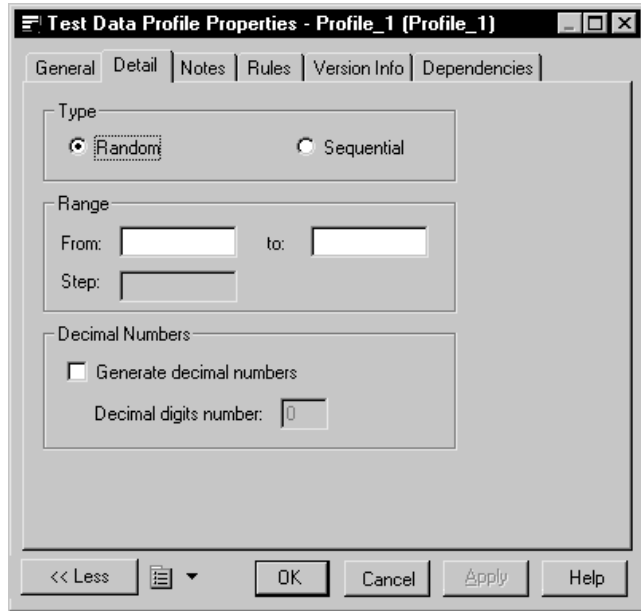 Test Data Profile Properties - Profile_1 (Profile_1)
General Detail Notes Rules Version Info Dependencies
Type
Random Sequential
Range
From: to:
Step:
Decimal Numbers
Generate decimal numbers
Decimal digits number: 0
<< Less OK Cancel Apply Help